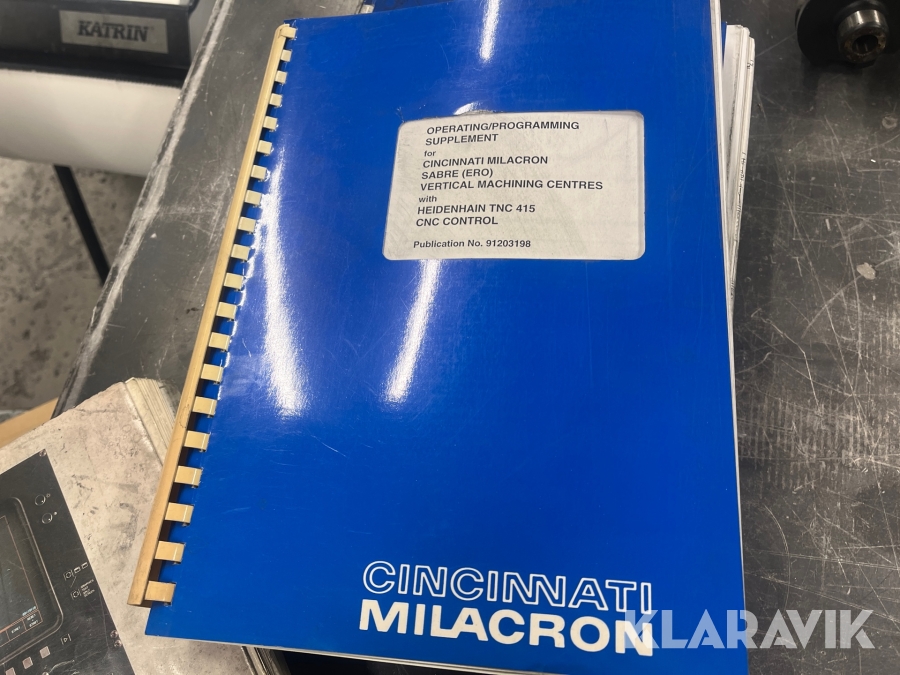 KATRIN
OPERATING/PROGRAMMING
SUPPLEMENT
for
CINCINNATI MILACRON
SABRE (ERO)
VERTICAL MACHINING CENTRES
with
HEIDENHAIN TNC 415
CNC CONTROL
Publication No. 91203198
CINCINNATI
MILACRON
KLARAVIK